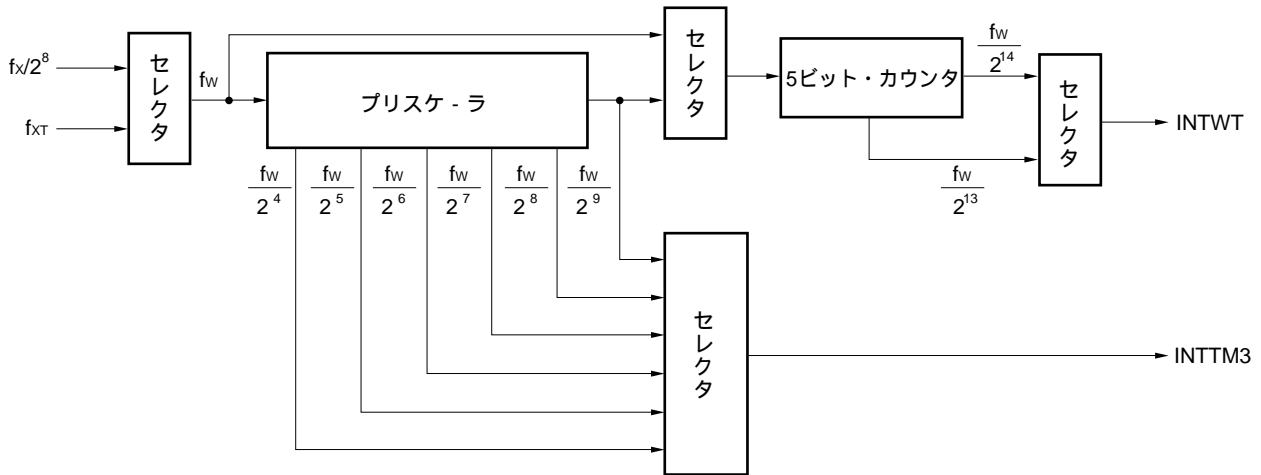 fX/2^8
fXT
セレクタ
fW
プリスケ - ラ
セレクタ
5ビット・カウンタ
fW/2^14
fW/2^13
セレクタ
INTWT
fW/2^4
fW/2^5
fW/2^6
fW/2^7
fW/2^8
fW/2^9
セレクタ
INTTM3